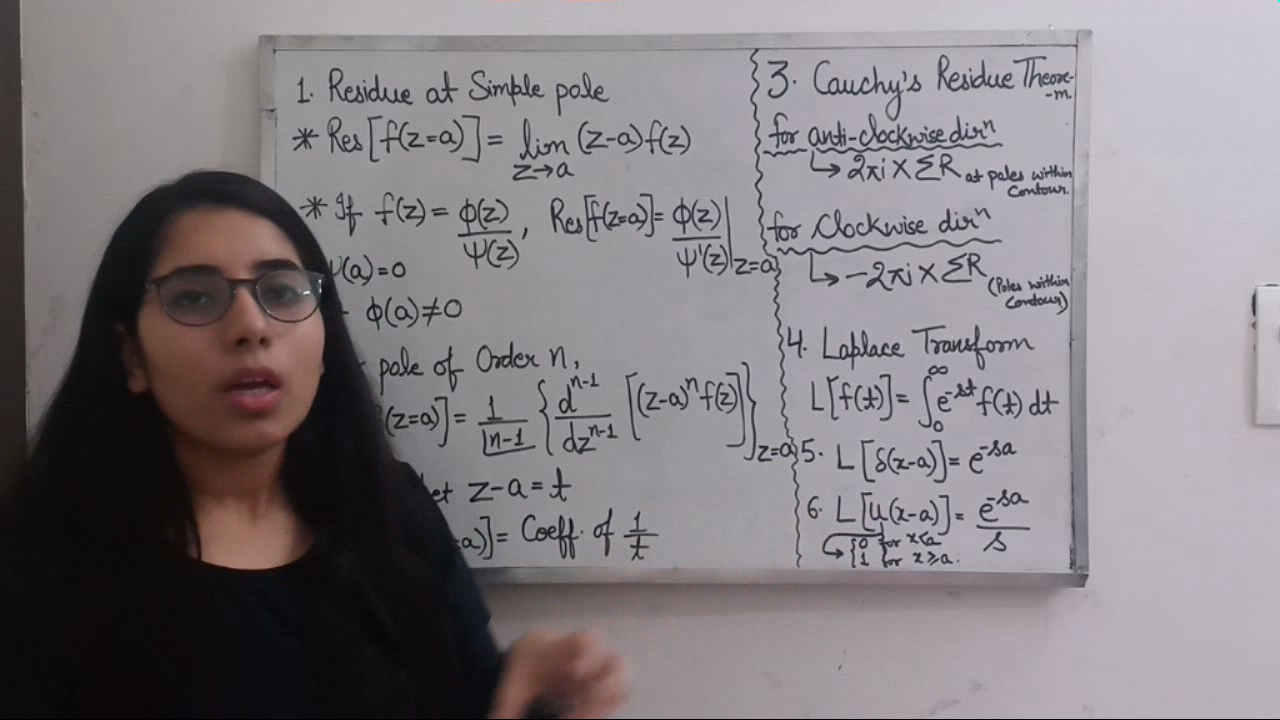 1. Residue at Simple pole
* Res[f(z=a)] = lim (z-a)f(z)
z→a
* If f(z) = ϕ(z)/ψ(z), Res[f(z=a)] = ϕ(z)/ψ'(z)|z=a
ψ(a)=0
ϕ(a)≠0
pole of Order n,
(z=a)] = 1/|n-1 { d^n-1/dz^n-1 [(z-a)^n f(z)] }z=a
let z-a=t
a)] = Coeff. of 1/t
3. Cauchy's Residue Theore-
-m.
for anti-clockwise dirⁿ
↳ 2πi × ΣR at poles within
Contour.
for Clockwise dirⁿ
↳ -2πi × ΣR (Poles within
Contour)
4. Laplace Transform
L[f(t)] = ∫₀^∞ e^-st f(t) dt
5. L[δ(x-a)] = e^-sa
6. L[u(x-a)] = e^-sa/s
↳ {0 for x<a
{1 for x≥a.